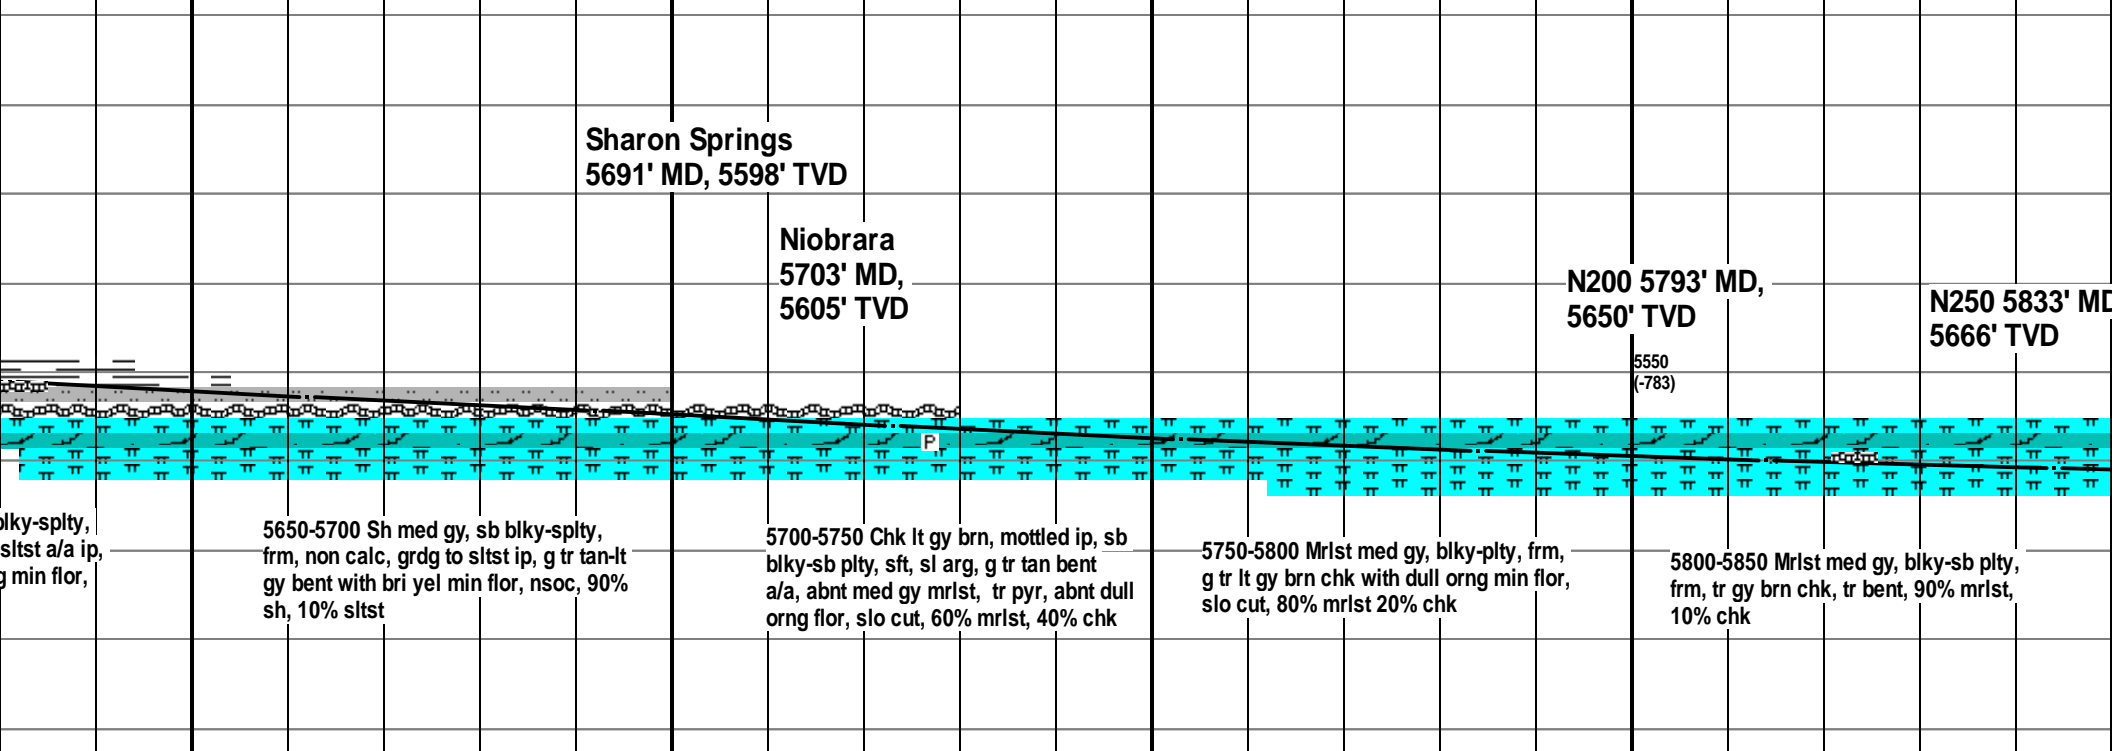 Sharon Springs
5691' MD, 5598' TVD
Niobrara
5703' MD,
5605' TVD
N200 5793' MD,
5650' TVD
N250 5833' MD
5666' TVD
5550
(-783)
P
blky-splty,
sltst a/a ip,
g min flor,
5650-5700 Sh med gy, sb blky-splty,
frm, non calc, grdg to sltst ip, g tr tan-lt
gy bent with bri yel min flor, nsoc, 90%
sh, 10% sltst
5700-5750 Chk lt gy brn, mottled ip, sb
blky-sb plty, sft, sl arg, g tr tan bent
a/a, abnt med gy mrlst, tr pyr, abnt dull
orng flor, slo cut, 60% mrlst, 40% chk
5750-5800 Mrlst med gy, blky-plty, frm,
g tr lt gy brn chk with dull orng min flor,
slo cut, 80% mrlst 20% chk
5800-5850 Mrlst med gy, blky-sb plty,
frm, tr gy brn chk, tr bent, 90% mrlst,
10% chk